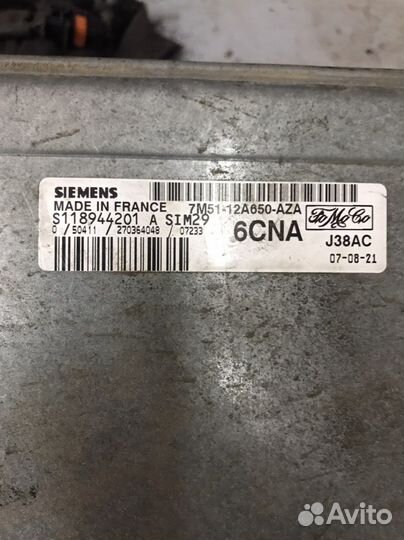 SIEMENS
MADE IN FRANCE 7M51-12A650-AZA
S118944201 A SIM29
FoMoCo
0 / 50411 / 270364048 / 07233
6CNA
J38AC
07-08-21
Avito